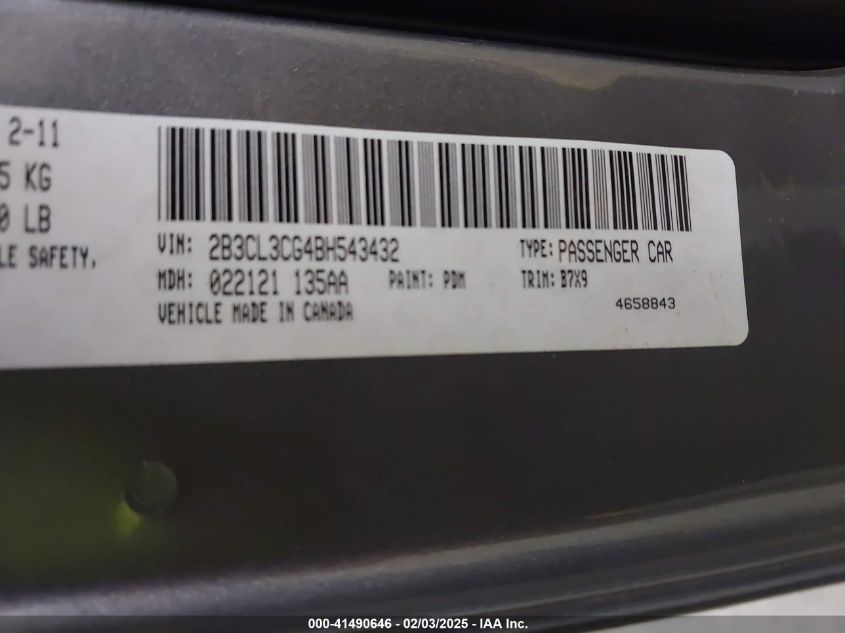 2-11
5 KG
0 LB
LE SAFETY.
VIN: 2B3CL3CG4BH543432 TYPE: PASSENGER CAR
MDH: 022121 135AA PAINT: PDM TRIM: B7X9
VEHICLE MADE IN CANADA 4658843
000-41490646 - 02/03/2025 - IAA Inc.